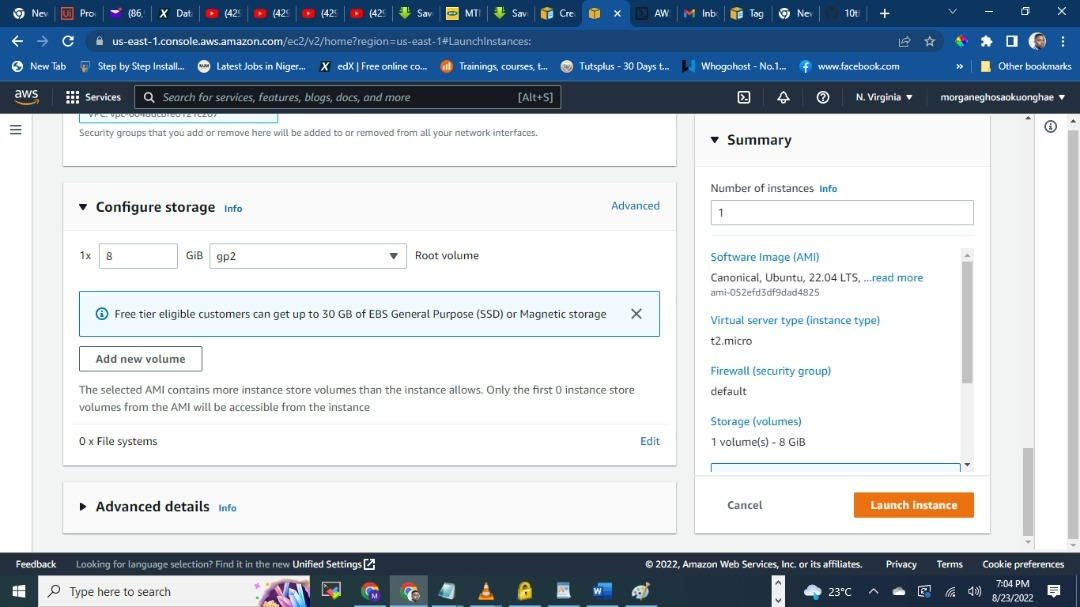 Nev
Pro
(86,
Dat
(429
(429
(429
(429
Sav
MTI
Sav
Cre
AW
Inb
Tag
Nev
10tl
us-east-1.console.aws.amazon.com/ec2/v2/home?region=us-east-1#LaunchInstances:
New Tab
Step by Step Install...
Latest Jobs in Niger...
edX | Free online co...
Trainings, courses, t...
Tutsplus - 30 Days t...
Whogohost - No.1...
www.facebook.com
»
Other bookmarks
aws
Services
Search for services, features, blogs, docs, and more
[Alt+S]
N. Virginia
morganeghosaokuonghae
Security groups that you add or remove here will be added to or removed from all your network interfaces.
Configure storage Info
Advanced
1x
8
GiB
gp2
Root volume
Free tier eligible customers can get up to 30 GB of EBS General Purpose (SSD) or Magnetic storage
Add new volume
The selected AMI contains more instance store volumes than the instance allows. Only the first 0 instance store
volumes from the AMI will be accessible from the instance
0 x File systems
Edit
Advanced details Info
Summary
Number of instances Info
1
Software Image (AMI)
Canonical, Ubuntu, 22.04 LTS, ...read more
ami-052efd3df9dad4825
Virtual server type (instance type)
t2.micro
Firewall (security group)
default
Storage (volumes)
1 volume(s) - 8 GiB
Cancel
Launch instance
Feedback
Looking for language selection? Find it in the new Unified Settings
© 2022, Amazon Web Services, Inc. or its affiliates.
Privacy
Terms
Cookie preferences
Type here to search
23°C
7:04 PM
8/23/2022